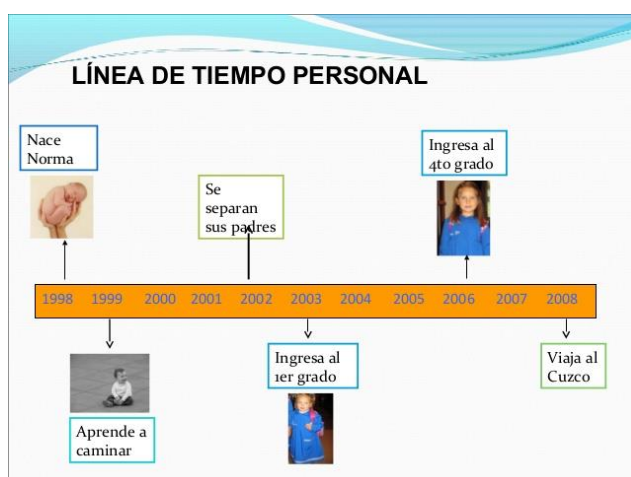 LÍNEA DE TIEMPO PERSONAL
Nace
Norma
Ingresa al
4to grado
Se
separan
sus padres
1998 1999 2000 2001 2002 2003 2004 2005 2006 2007 2008
Ingresa al
1er grado
Viaja al
Cuzco
Aprende a
caminar